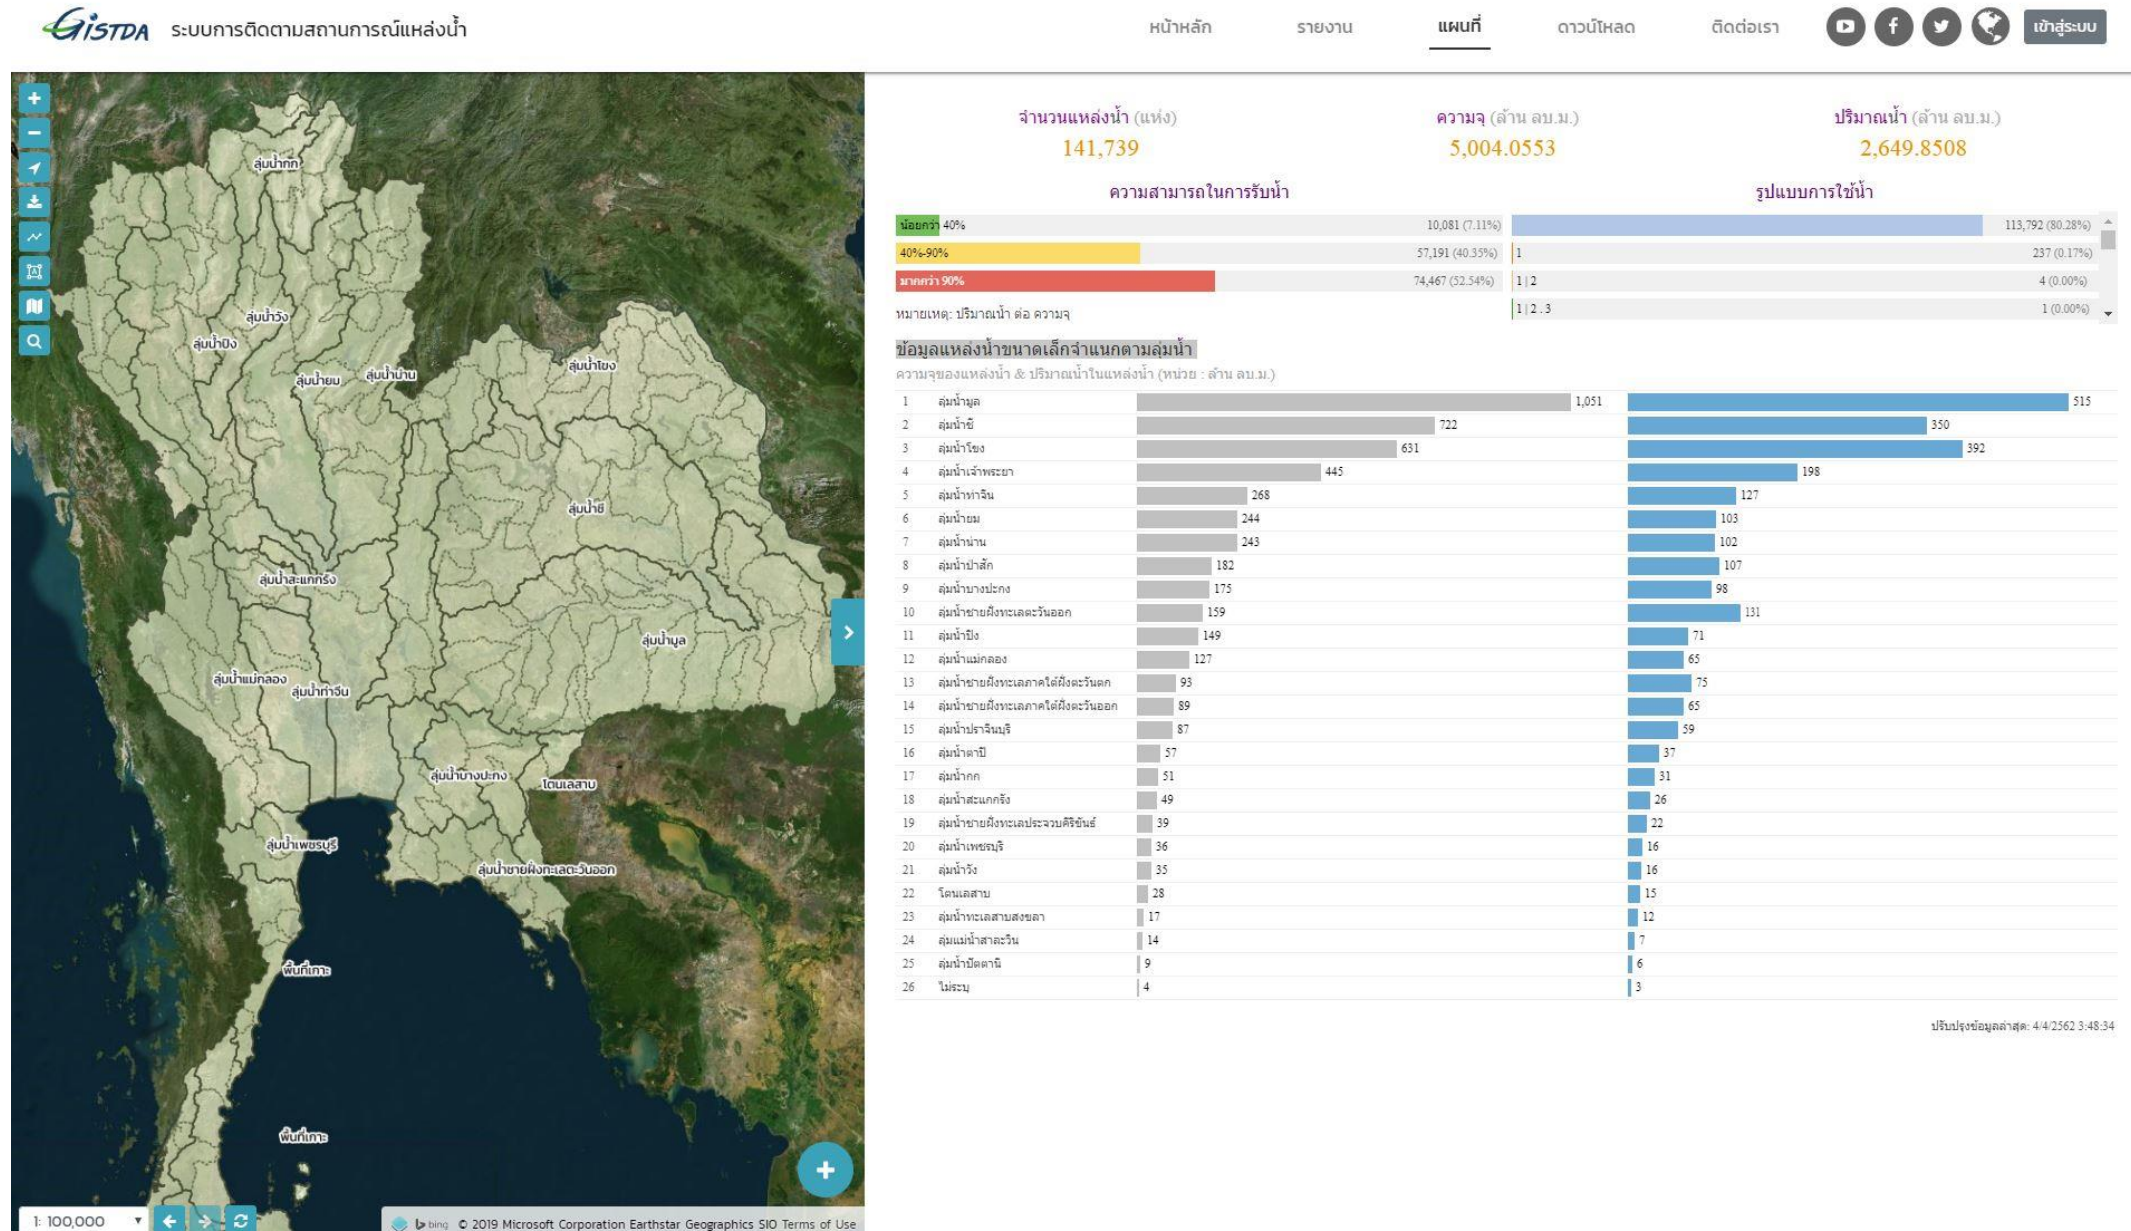 GISTDA ระบบการติดตามสถานการณ์แหล่งน้ำ
หน้าหลัก รายงาน แผนที่ ดาวน์โหลด ติดต่อเรา เข้าสู่ระบบ
ลุ่มน้ำกก
ลุ่มน้ำวัง
ลุ่มน้ำปิง
ลุ่มน้ำยม
ลุ่มน้ำน่าน
ลุ่มน้ำโขง
ลุ่มน้ำชี
ลุ่มน้ำสะแกกรัง
ลุ่มน้ำมูล
ลุ่มน้ำแม่กลอง
ลุ่มน้ำท่าจีน
ลุ่มน้ำบางปะกง
โตนเลสาบ
ลุ่มน้ำเพชรบุรี
ลุ่มน้ำชายฝั่งทะเลตะวันออก
พื้นที่เกาะ
พื้นที่เกาะ
1: 100,000
bing © 2019 Microsoft Corporation Earthstar Geographics SIO Terms of Use
จำนวนแหล่งน้ำ (แห่ง) ความจุ (ล้าน ลบ.ม.) ปริมาณน้ำ (ล้าน ลบ.ม.)
141,739 5,004.0553 2,649.8508
ความสามารถในการรับน้ำ รูปแบบการใช้น้ำ
น้อยกว่า 40% 10,081 (7.11%) 113,792 (80.28%)
40%-90% 57,191 (40.35%) 1 237 (0.17%)
มากกว่า 90% 74,467 (52.54%) 1 | 2 4 (0.00%)
หมายเหตุ: ปริมาณน้ำ ต่อ ความจุ 1 | 2 . 3 1 (0.00%)
ข้อมูลแหล่งน้ำขนาดเล็กจำแนกตามลุ่มน้ำ
ความจุของแหล่งน้ำ & ปริมาณน้ำในแหล่งน้ำ (หน่วย : ล้าน ลบ.ม.)
1 ลุ่มน้ำมูล 1,051 515
2 ลุ่มน้ำชี 722 350
3 ลุ่มน้ำโขง 631 392
4 ลุ่มน้ำเจ้าพระยา 445 198
5 ลุ่มน้ำท่าจีน 268 127
6 ลุ่มน้ำยม 244 103
7 ลุ่มน้ำน่าน 243 102
8 ลุ่มน้ำป่าสัก 182 107
9 ลุ่มน้ำบางปะกง 175 98
10 ลุ่มน้ำชายฝั่งทะเลตะวันออก 159 131
11 ลุ่มน้ำปิง 149 71
12 ลุ่มน้ำแม่กลอง 127 65
13 ลุ่มน้ำชายฝั่งทะเลภาคใต้ฝั่งตะวันตก 93 75
14 ลุ่มน้ำชายฝั่งทะเลภาคใต้ฝั่งตะวันออก 89 65
15 ลุ่มน้ำปราจีนบุรี 87 59
16 ลุ่มน้ำตาปี 57 37
17 ลุ่มน้ำกก 51 31
18 ลุ่มน้ำสะแกกรัง 49 26
19 ลุ่มน้ำชายฝั่งทะเลประจวบคีรีขันธ์ 39 22
20 ลุ่มน้ำเพชรบุรี 36 16
21 ลุ่มน้ำวัง 35 16
22 โตนเลสาบ 28 15
23 ลุ่มน้ำทะเลสาบสงขลา 17 12
24 ลุ่มแม่น้ำสาละวิน 14 7
25 ลุ่มน้ำปัตตานี 9 6
26 ไม่ระบุ 4 3
ปรับปรุงข้อมูลล่าสุด: 4/4/2562 3:48:34